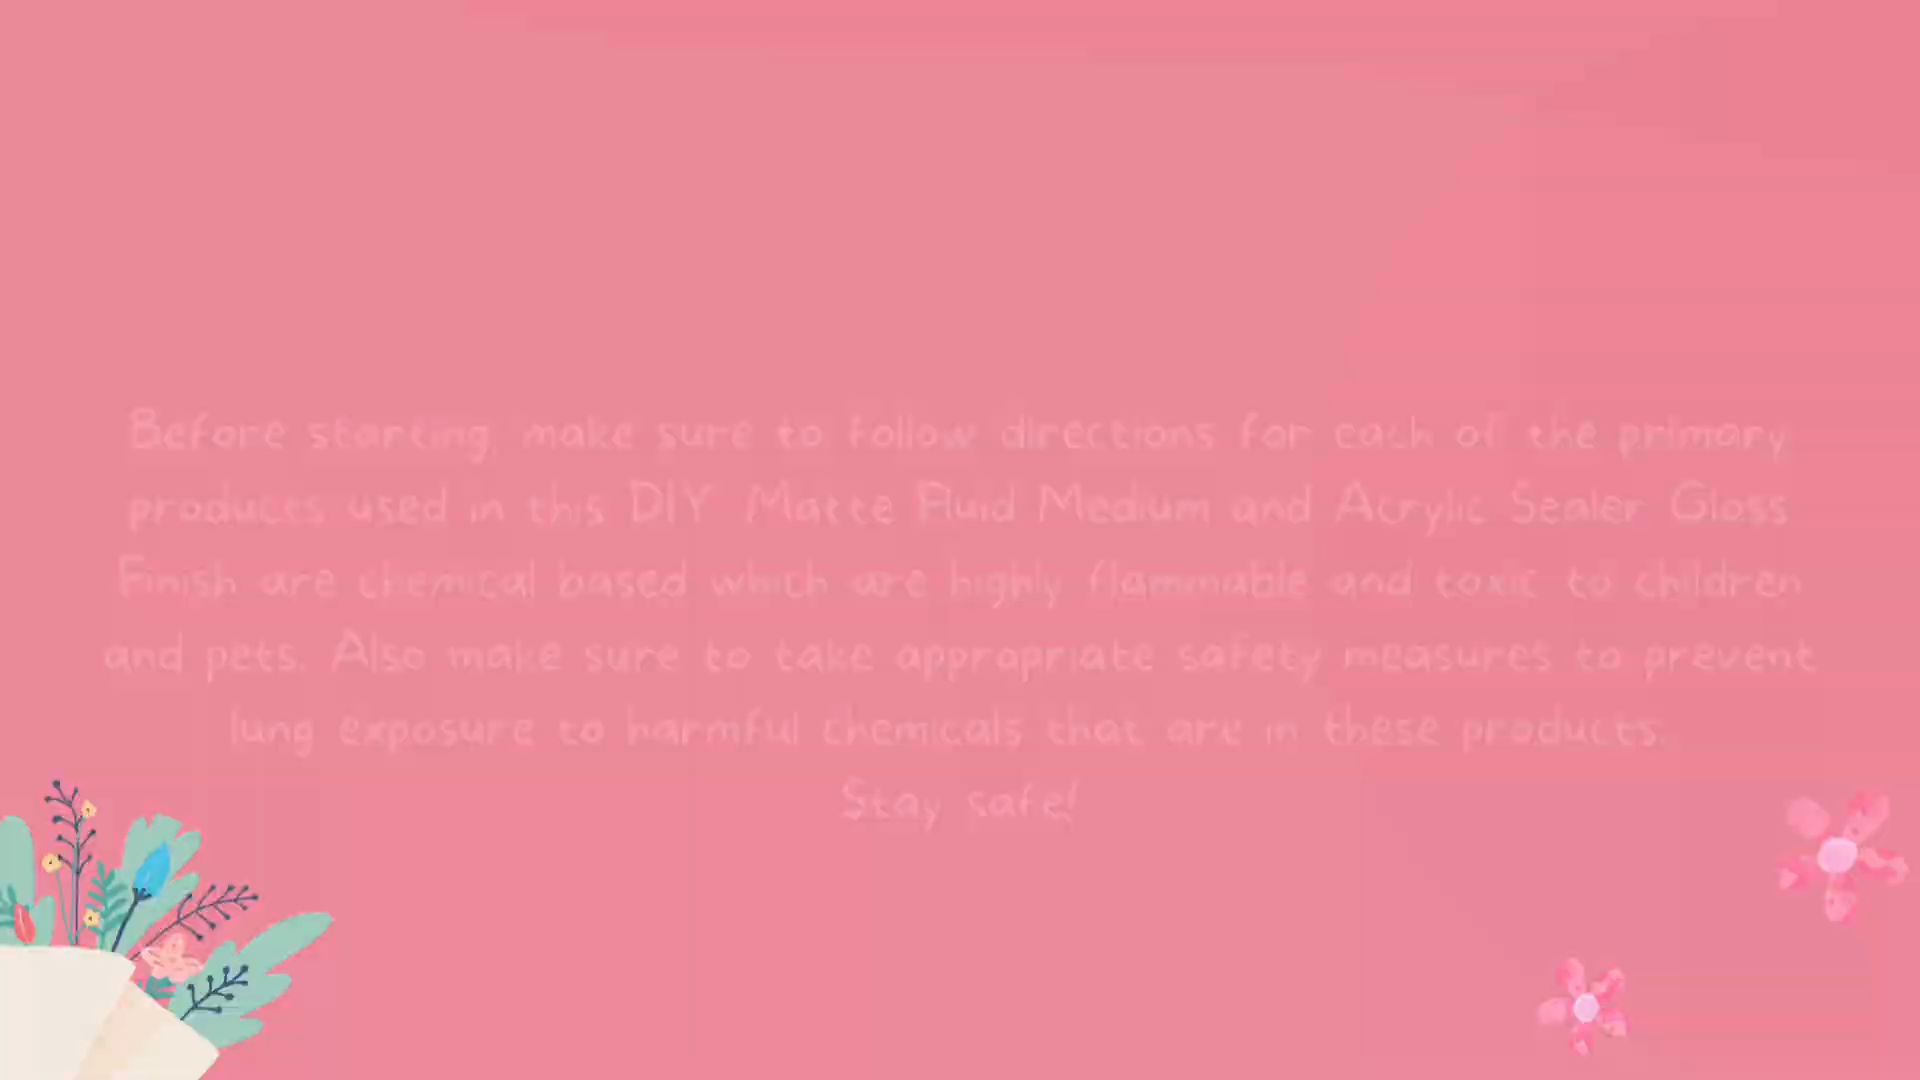 Before starting, make sure to follow directions for each of the primary
products used in this DIY. Matte Fluid Medium and Acrylic Sealer Gloss
Finish are chemical based which are highly flammable and toxic to children
and pets. Also make sure to take appropriate safety measures to prevent
lung exposure to harmful chemicals that are in these products.
Stay safe!